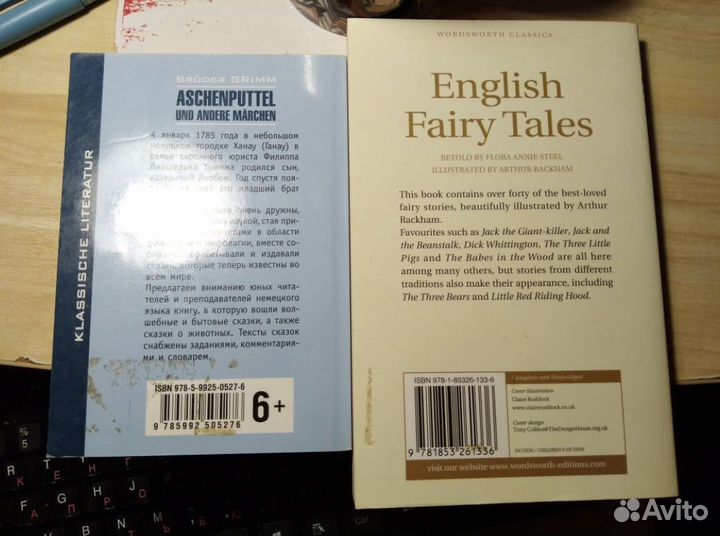 BRÜDER GRIMM
ASCHENPUTTEL
UND ANDERE MÄRCHEN
4 января 1785 года в небольшом
немецком городке Ханау (Ганау) в
семье скромного юриста Филиппа
Вильгельма Гримма родился сын,
названный Якобом. Год спустя поя-
на свет его младший брат
очень дружны,
наукой, став при-
в области
вместе со-
обрабатывали и издавали
сказки, которые теперь известны во
всем мире.
Предлагаем вниманию юных чита-
телей и преподавателей немецкого
языка книгу, в которую вошли вол-
шебные и бытовые сказки, а также
сказки о животных. Тексты сказок
снабжены заданиями, комментария-
ми и словарем.
KLASSISCHE LITERATUR
ISBN 978-5-9925-0527-6
9 785992 505276
6+
WORDSWORTH CLASSICS
English
Fairy Tales
RETOLD BY FLORA ANNIE STEEL
ILLUSTRATED BY ARTHUR RACKHAM
This book contains over forty of the best-loved
fairy stories, beautifully illustrated by Arthur
Rackham.
Favourites such as Jack the Giant-killer, Jack and
the Beanstalk, Dick Whittington, The Three Little
Pigs and The Babes in the Wood are all here
among many others, but stories from different
traditions also make their appearance, including
The Three Bears and Little Red Riding Hood.
ISBN 978-1-85326-133-6
9 781853 261336
Complete and Unabridged
Cover illustration
Claire Ruddock
www.claireruddock.co.uk
Cover design
Tony Collins@TheDesignHouse.org.uk
FICTION / CHILDREN'S FICTION
visit our website www.wordsworth-editions.com
%
5
Avito